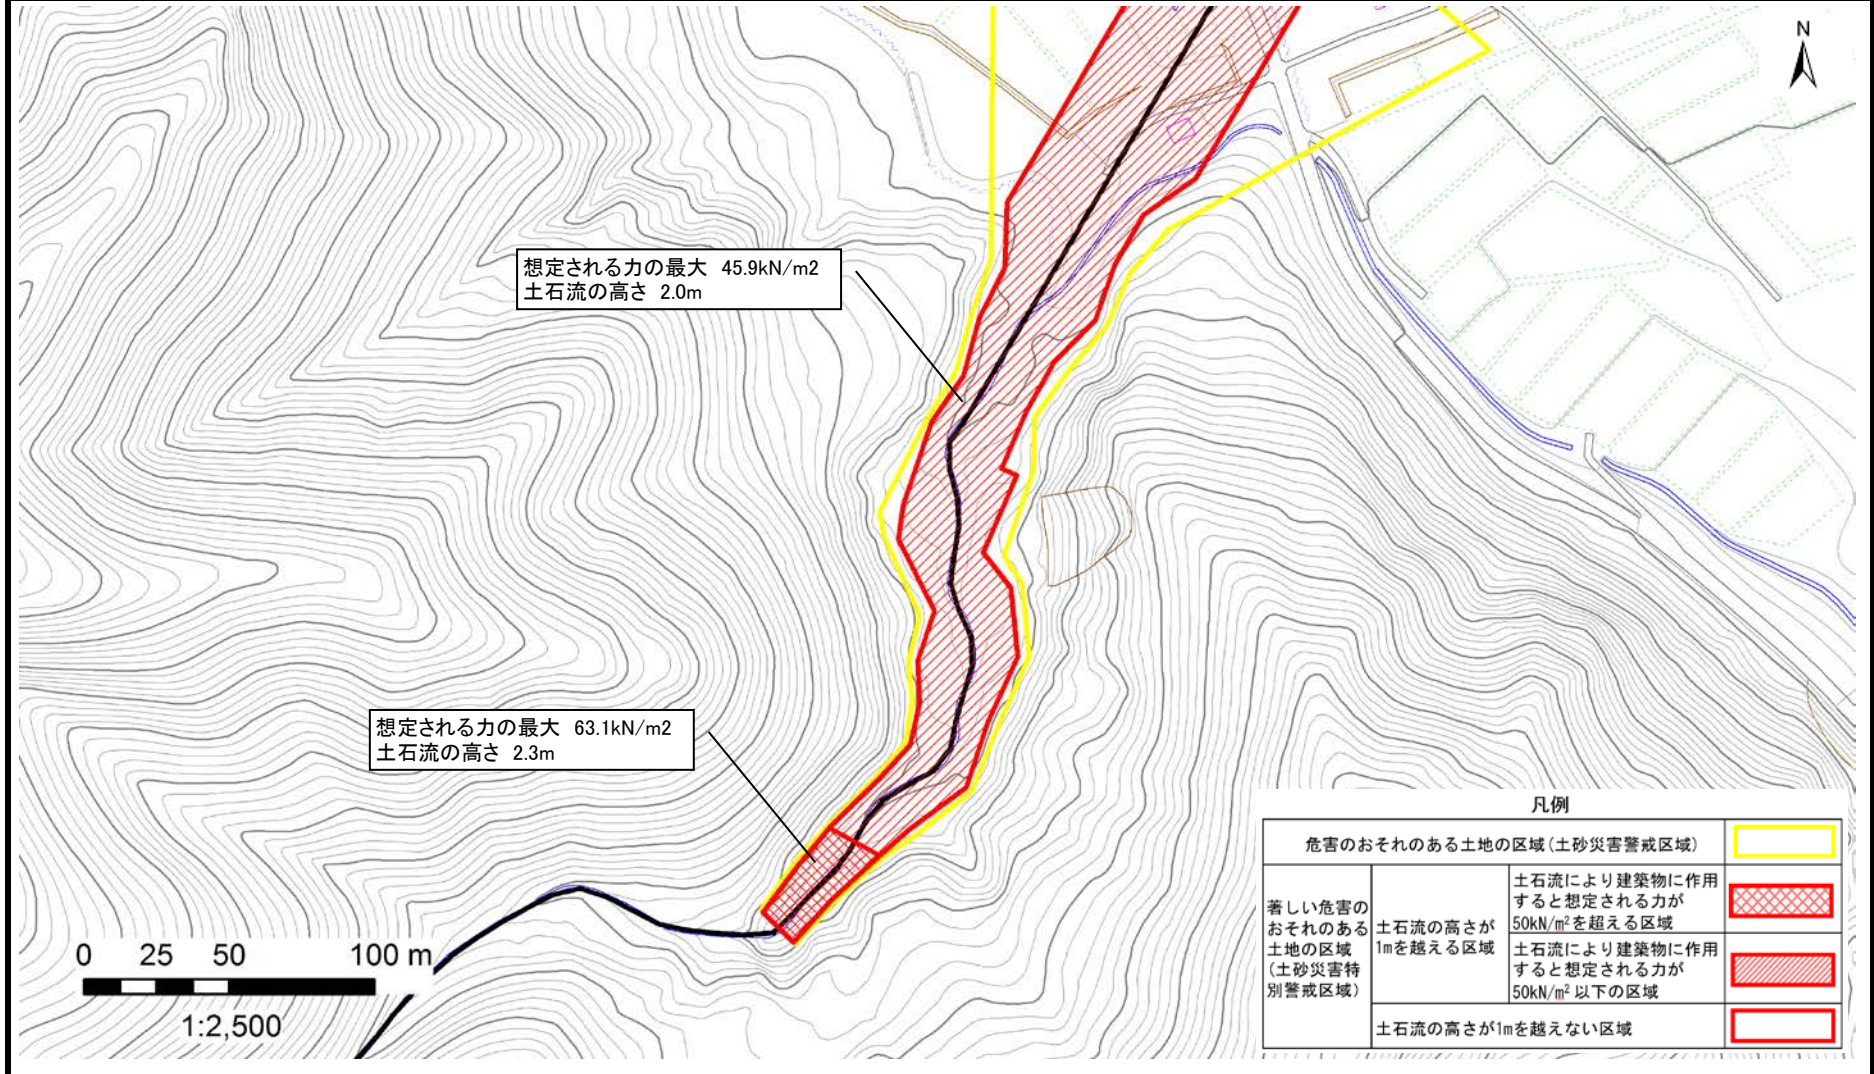 N
想定される力の最大 45.9kN/m2
土石流の高さ 2.0m
想定される力の最大 63.1kN/m2
土石流の高さ 2.3m
0 25 50 100 m
1:2,500
凡例
危害のおそれのある土地の区域(土砂災害警戒区域)
著しい危害の
おそれのある
土地の区域
(土砂災害特
別警戒区域)
土石流の高さが
1mを越える区域
土石流により建築物に作用
すると想定される力が
50kN/m²を超える区域
土石流により建築物に作用
すると想定される力が
50kN/m² 以下の区域
土石流の高さが1mを越えない区域